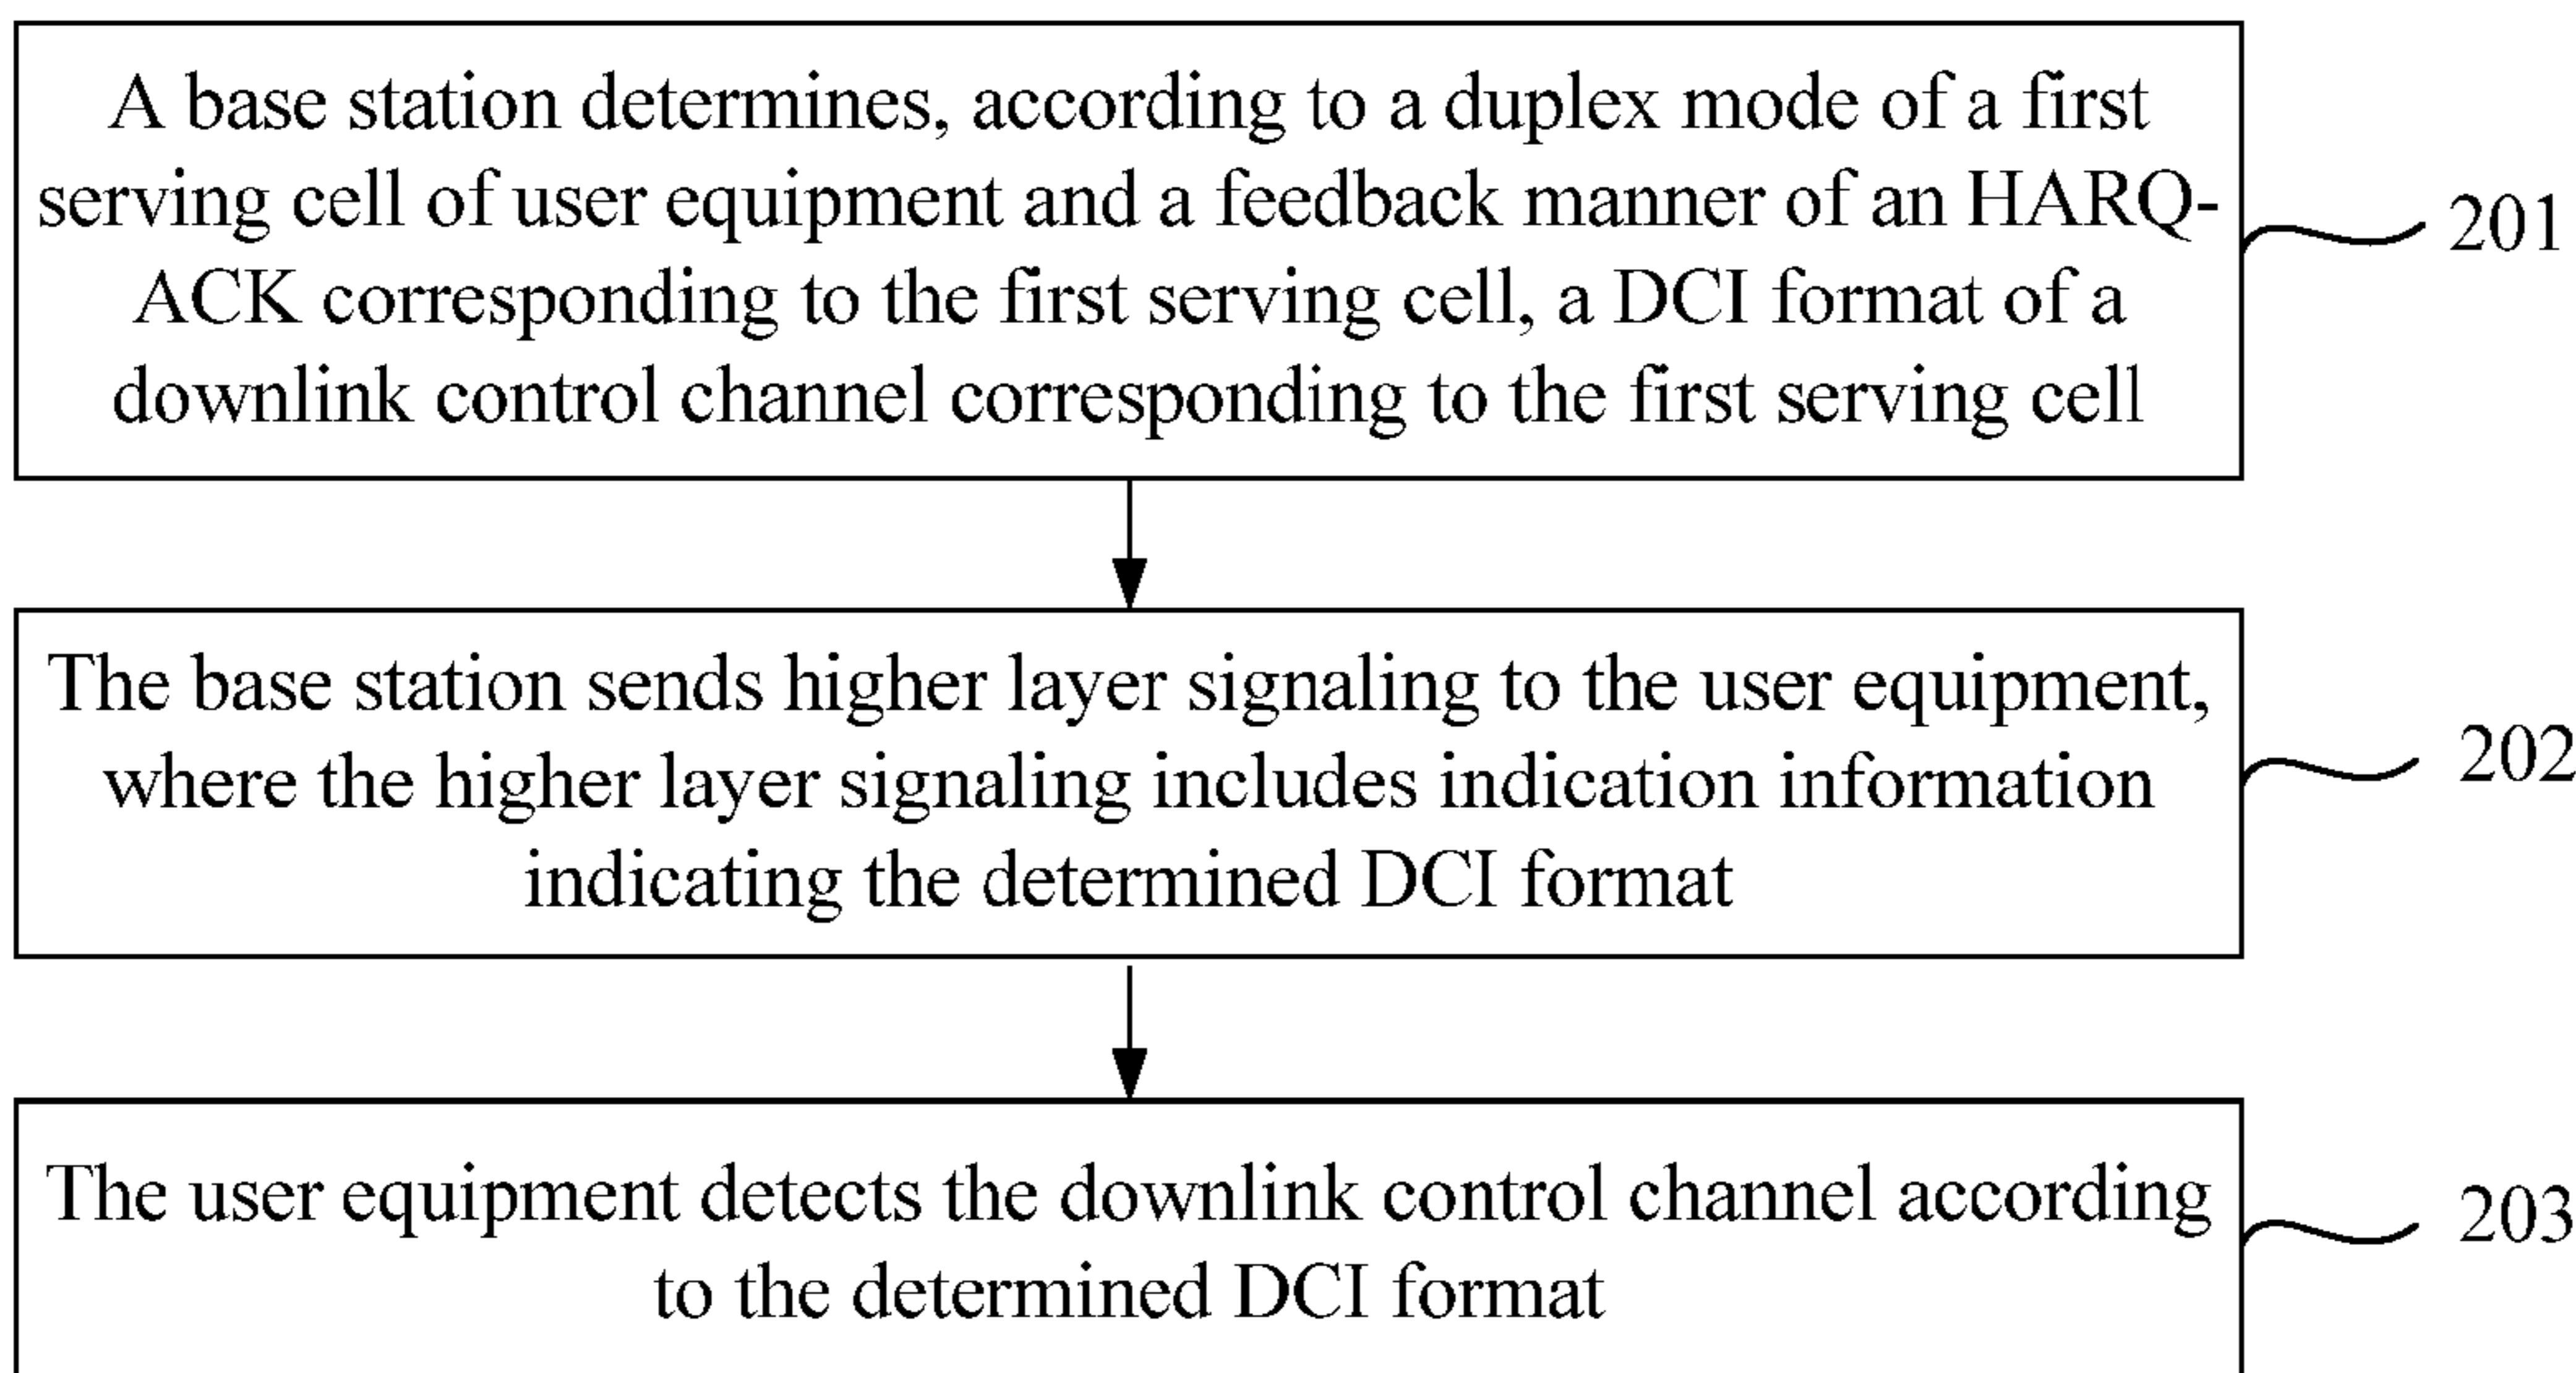 A base station determines, according to a duplex mode of a first
serving cell of user equipment and a feedback manner of an HARQ-
ACK corresponding to the first serving cell, a DCI format of a
downlink control channel corresponding to the first serving cell
201
The base station sends higher layer signaling to the user equipment,
where the higher layer signaling includes indication information
indicating the determined DCI format
202
The user equipment detects the downlink control channel according
to the determined DCI format
203